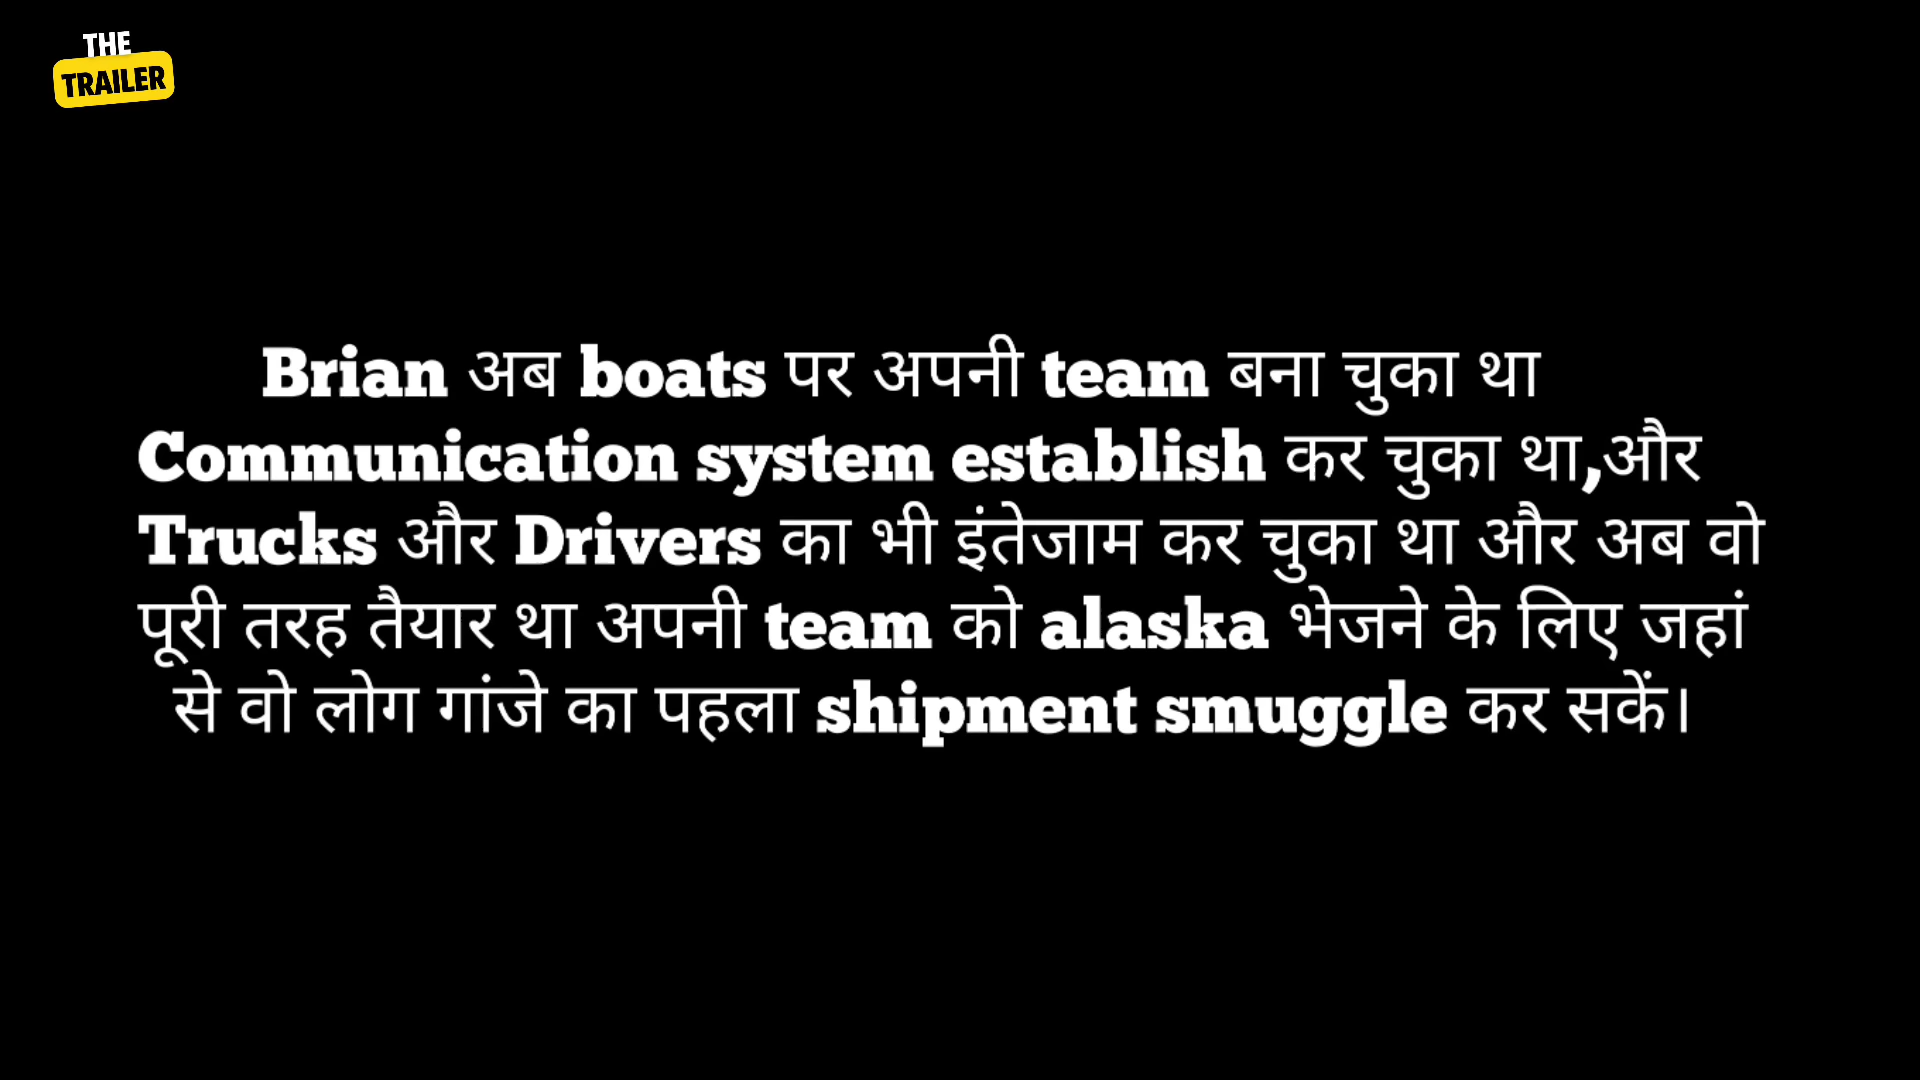 THE
TRAILER
Brian अब boats पर अपनी team बना चुका था
Communication system establish कर चुका था,और
Trucks और Drivers का भी इंतेजाम कर चुका था और अब वो
पूरी तरह तैयार था अपनी team को alaska भेजने के लिए जहां
से वो लोग गांजे का पहला shipment smuggle कर सकें।